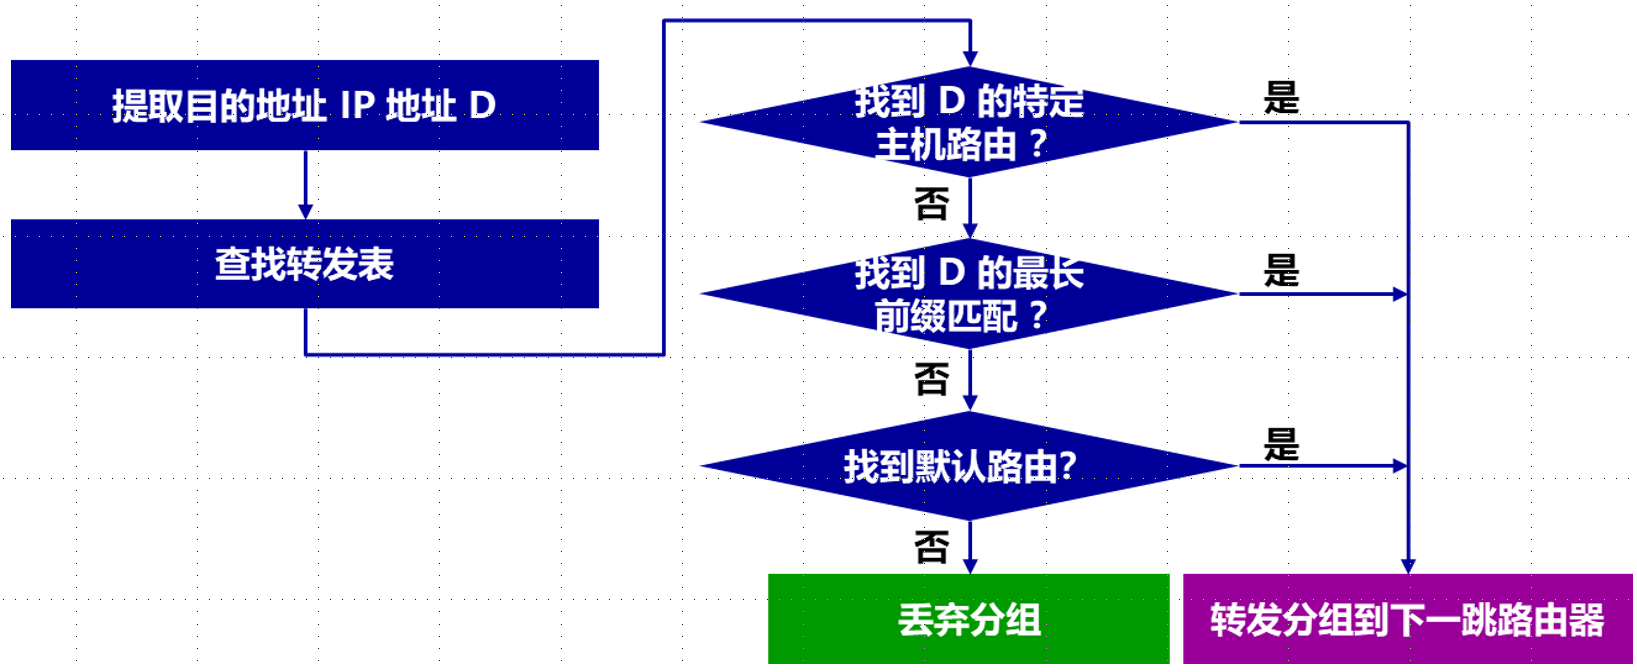 提取目的地址 IP 地址 D
查找转发表
找到 D 的特定
主机路由？
是
否
找到 D 的最长
前缀匹配？
是
否
找到默认路由?
是
否
丢弃分组
转发分组到下一跳路由器